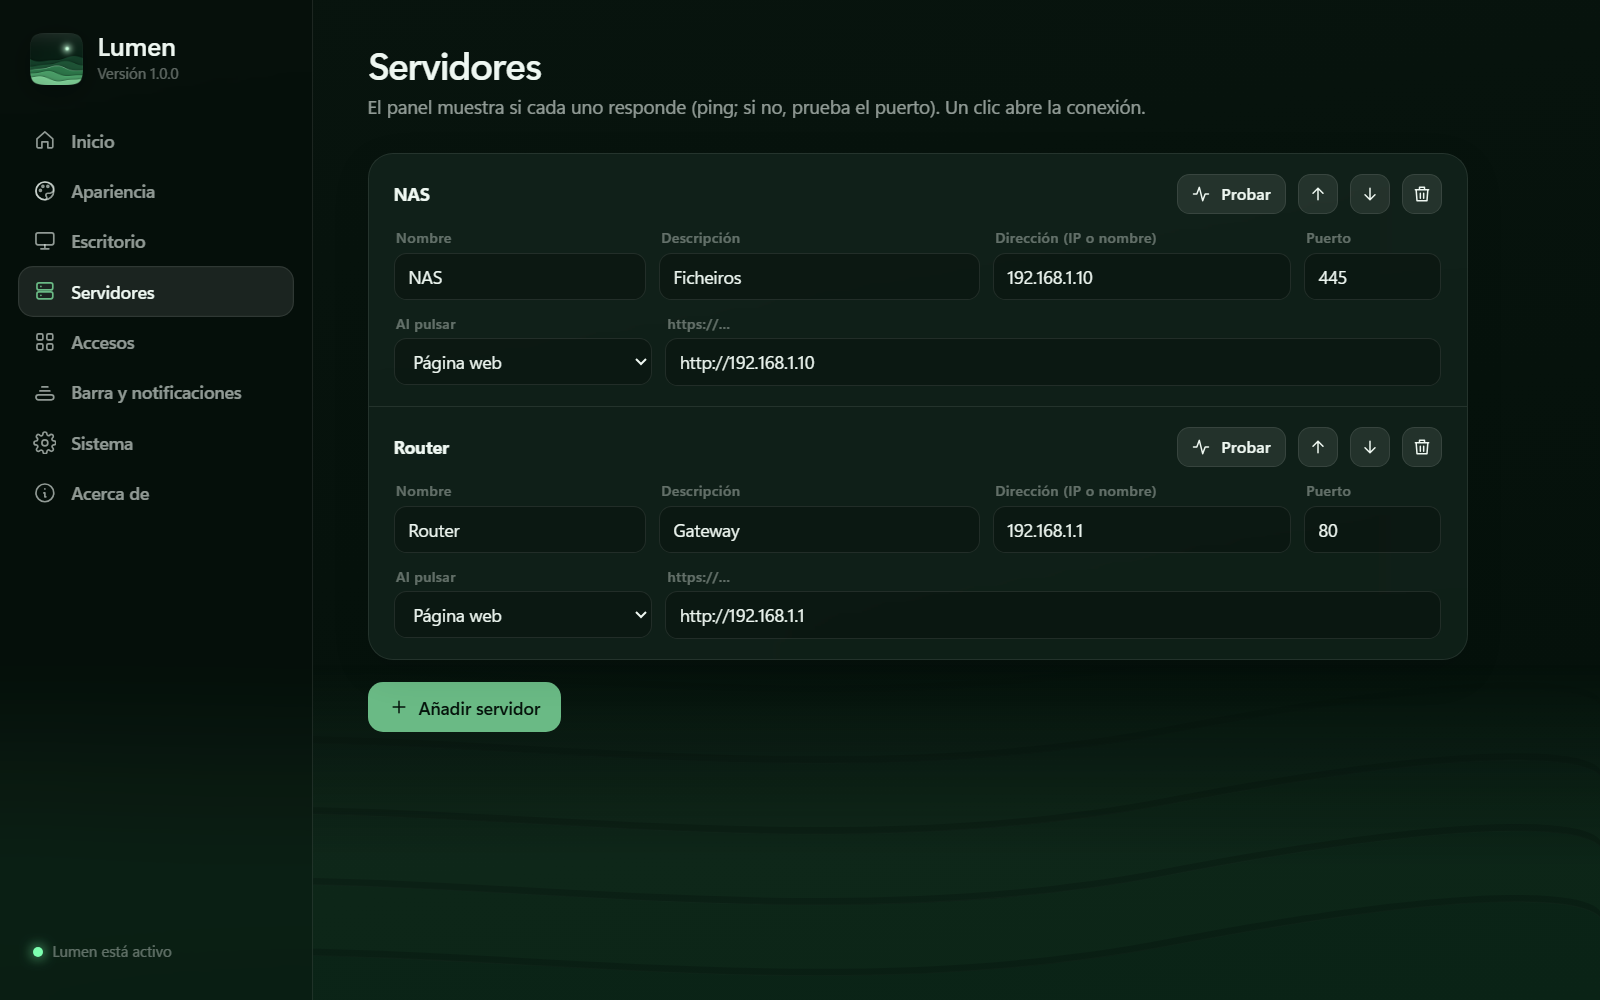 Lumen
Versión 1.0.0
Inicio
Apariencia
Escritorio
Servidores
Accesos
Barra y notificaciones
Sistema
Acerca de
Lumen está activo
Servidores
El panel muestra si cada uno responde (ping; si no, prueba el puerto). Un clic abre la conexión.
NAS
Probar
Nombre
Descripción
Dirección (IP o nombre)
Puerto
NAS
Ficheiros
192.168.1.10
445
Al pulsar
https://...
Página web
http://192.168.1.10
Router
Probar
Nombre
Descripción
Dirección (IP o nombre)
Puerto
Router
Gateway
192.168.1.1
80
Al pulsar
https://...
Página web
http://192.168.1.1
Añadir servidor